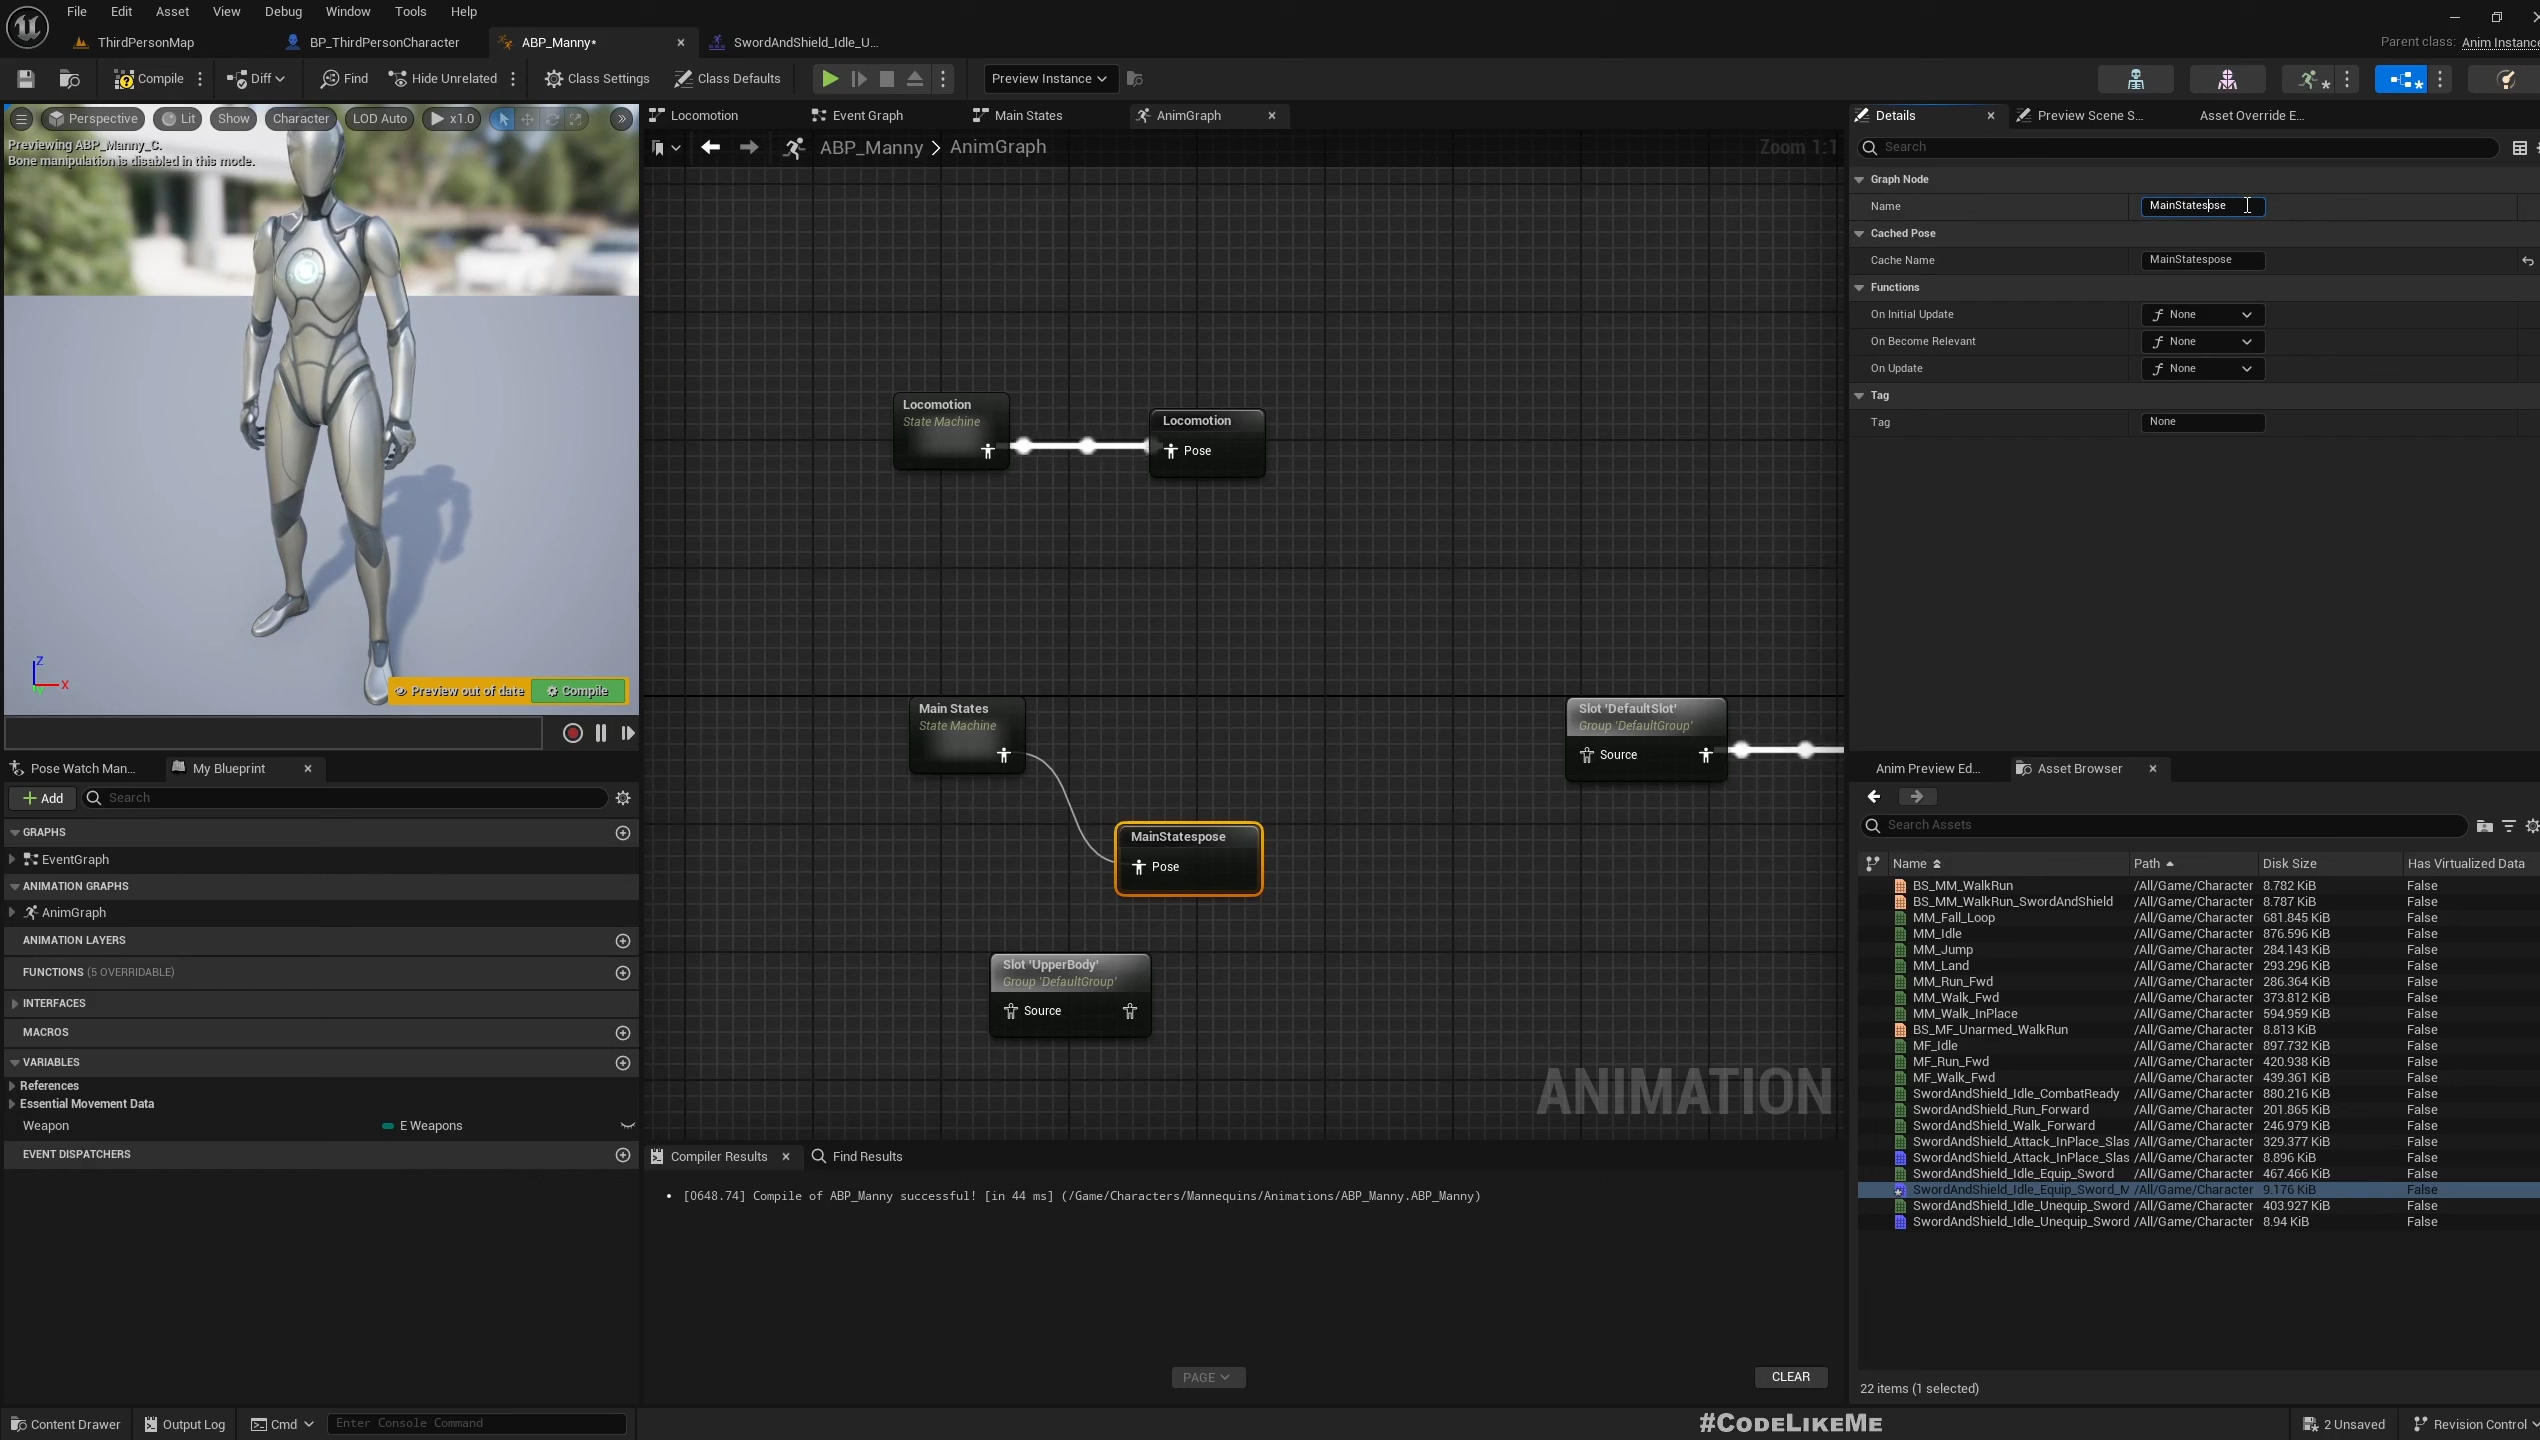 File Edit Asset View Debug Window Tools Help
ThirdPersonMap BP_ThirdPersonCharacter ABP_Manny* SwordAndShield_Idle_U...
Parent class: Anim Instance
Compile Diff Find Hide Unrelated Class Settings Class Defaults Preview Instance
Perspective Lit Show Character LOD Auto x1.0
Previewing ABP_Manny_C.
Bone manipulation is disabled in this mode.
Z
X
Preview out of date Compile
Locomotion Event Graph Main States AnimGraph
ABP_Manny > AnimGraph Zoom 1:1
Locomotion
State Machine
Locomotion
Pose
Main States
State Machine
MainStatespose
Pose
Slot 'DefaultSlot'
Group 'DefaultGroup'
Source
Slot 'UpperBody'
Group 'DefaultGroup'
Source
ANIMATION
Details Preview Scene S... Asset Override E...
Search
Graph Node
Name MainStatespose
Cached Pose
Cache Name MainStatespose
Functions
On Initial Update None
On Become Relevant None
On Update None
Tag
Tag None
Pose Watch Man... My Blueprint
Add Search
GRAPHS
EventGraph
ANIMATION GRAPHS
AnimGraph
ANIMATION LAYERS
FUNCTIONS (5 OVERRIDABLE)
INTERFACES
MACROS
VARIABLES
References
Essential Movement Data
Weapon E Weapons
EVENT DISPATCHERS
Compiler Results Find Results
[0648.74] Compile of ABP_Manny successful! [in 44 ms] (/Game/Characters/Mannequins/Animations/ABP_Manny.ABP_Manny)
PAGE CLEAR
Anim Preview Ed... Asset Browser
Search Assets
Name Path Disk Size Has Virtualized Data
BS_MM_WalkRun /All/Game/Character 8.782 KiB False
BS_MM_WalkRun_SwordAndShield /All/Game/Character 8.787 KiB False
MM_Fall_Loop /All/Game/Character 681.845 KiB False
MM_Idle /All/Game/Character 876.596 KiB False
MM_Jump /All/Game/Character 284.143 KiB False
MM_Land /All/Game/Character 293.296 KiB False
MM_Run_Fwd /All/Game/Character 286.364 KiB False
MM_Walk_Fwd /All/Game/Character 373.812 KiB False
MM_Walk_InPlace /All/Game/Character 594.959 KiB False
BS_MF_Unarmed_WalkRun /All/Game/Character 8.813 KiB False
MF_Idle /All/Game/Character 897.732 KiB False
MF_Run_Fwd /All/Game/Character 420.938 KiB False
MF_Walk_Fwd /All/Game/Character 439.361 KiB False
SwordAndShield_Idle_CombatReady /All/Game/Character 880.216 KiB False
SwordAndShield_Run_Forward /All/Game/Character 201.865 KiB False
SwordAndShield_Walk_Forward /All/Game/Character 246.979 KiB False
SwordAndShield_Attack_InPlace_Slas /All/Game/Character 329.377 KiB False
SwordAndShield_Attack_InPlace_Slas /All/Game/Character 8.896 KiB False
SwordAndShield_Idle_Equip_Sword /All/Game/Character 467.466 KiB False
SwordAndShield_Idle_Equip_Sword_M /All/Game/Character 9.176 KiB False
SwordAndShield_Idle_Unequip_Sword /All/Game/Character 403.927 KiB False
SwordAndShield_Idle_Unequip_Sword /All/Game/Character 8.94 KiB False
22 items (1 selected)
Content Drawer Output Log Cmd Enter Console Command #CODELIKEME 2 Unsaved Revision Control